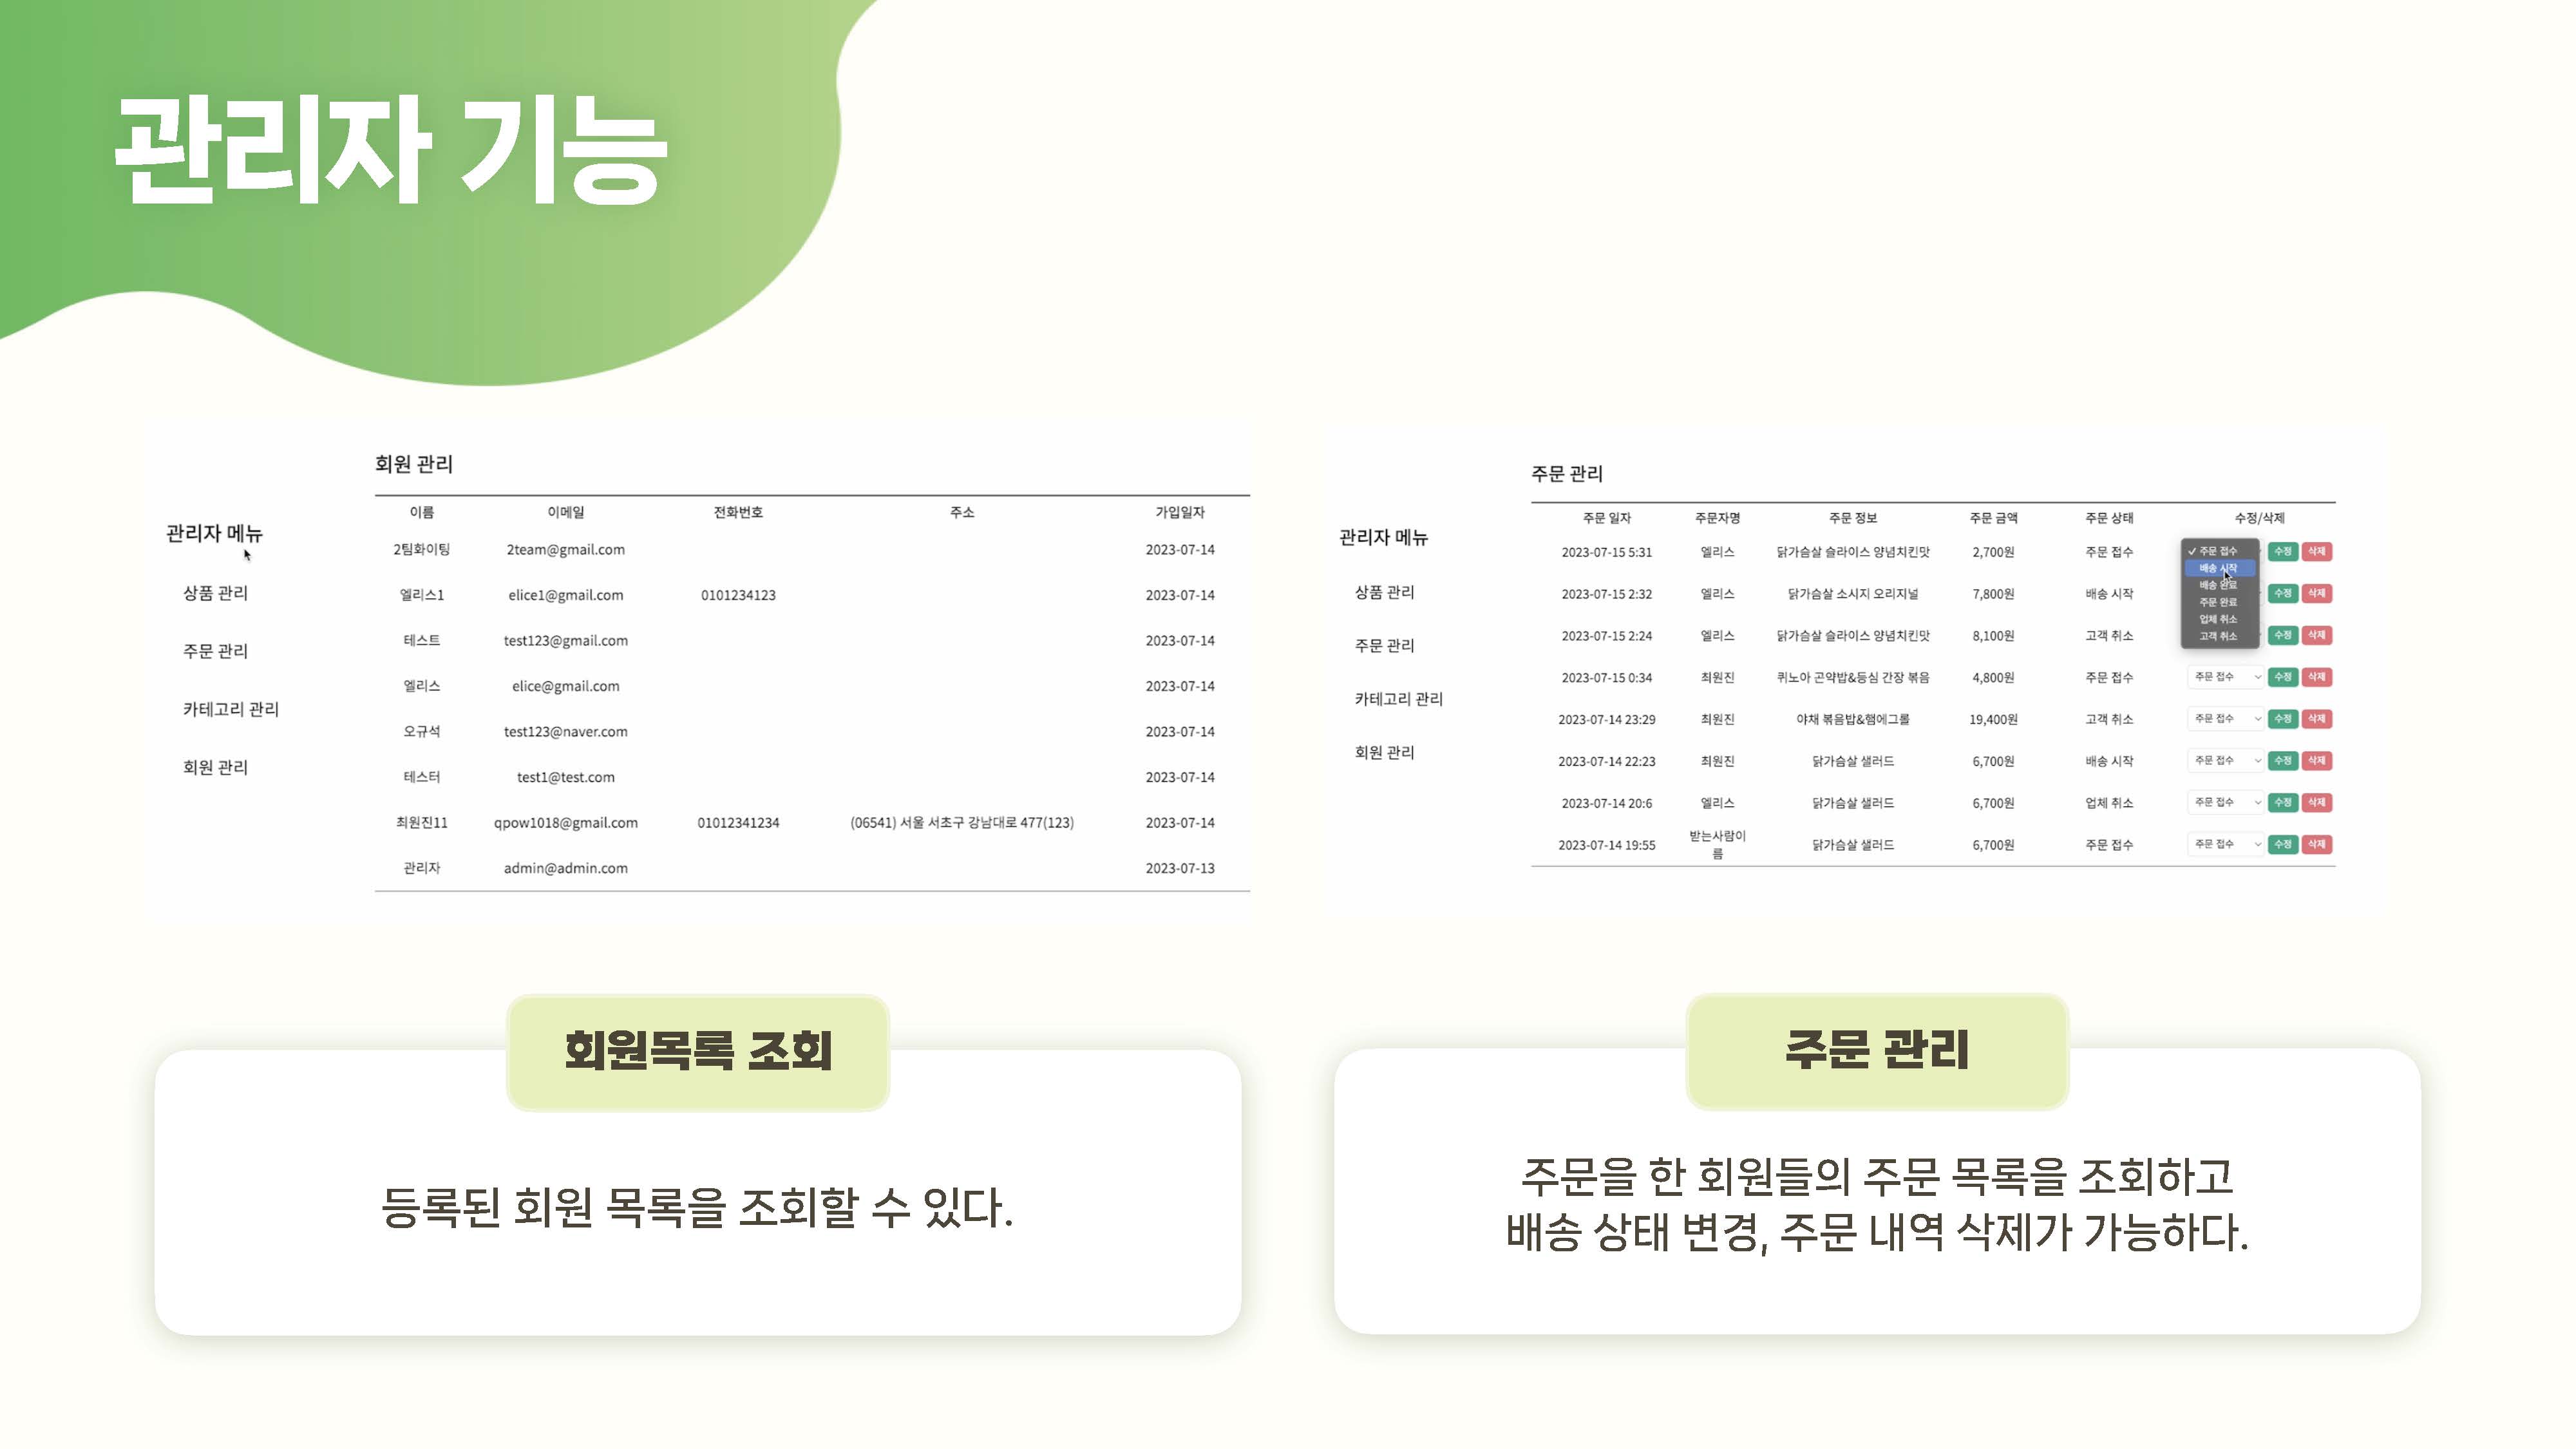 관리자 기능
회원 관리
관리자 메뉴
상품 관리
주문 관리
카테고리 관리
회원 관리
이름 이메일 전화번호 주소 가입일자
2팀화이팅 2team@gmail.com 2023-07-14
엘리스1 elice1@gmail.com 0101234123 2023-07-14
테스트 test123@gmail.com 2023-07-14
엘리스 elice@gmail.com 2023-07-14
오규석 test123@naver.com 2023-07-14
테스터 test1@test.com 2023-07-14
최원진11 qpow1018@gmail.com 01012341234 (06541) 서울 서초구 강남대로 477(123) 2023-07-14
관리자 admin@admin.com 2023-07-13
주문 관리
관리자 메뉴
상품 관리
주문 관리
카테고리 관리
회원 관리
주문 일자 주문자명 주문 정보 주문 금액 주문 상태 수정/삭제
2023-07-15 5:31 엘리스 닭가슴살 슬라이스 양념치킨맛 2,700원 주문 접수 수정 삭제
2023-07-15 2:32 엘리스 닭가슴살 소시지 오리지널 7,800원 배송 시작 수정 삭제
2023-07-15 2:24 엘리스 닭가슴살 슬라이스 양념치킨맛 8,100원 고객 취소 수정 삭제
✓ 주문 접수
배송 시작
배송 완료
주문 완료
업체 취소
고객 취소
2023-07-15 0:34 최원진 퀴노아 곤약밥&등심 간장 볶음 4,800원 주문 접수 주문 접수 수정 삭제
2023-07-14 23:29 최원진 야채 볶음밥&햄에그롤 19,400원 고객 취소 주문 접수 수정 삭제
2023-07-14 22:23 최원진 닭가슴살 샐러드 6,700원 배송 시작 주문 접수 수정 삭제
2023-07-14 20:6 엘리스 닭가슴살 샐러드 6,700원 업체 취소 주문 접수 수정 삭제
2023-07-14 19:55 받는사람이름 닭가슴살 샐러드 6,700원 주문 접수 주문 접수 수정 삭제
회원목록 조회
등록된 회원 목록을 조회할 수 있다.
주문 관리
주문을 한 회원들의 주문 목록을 조회하고
배송 상태 변경, 주문 내역 삭제가 가능하다.